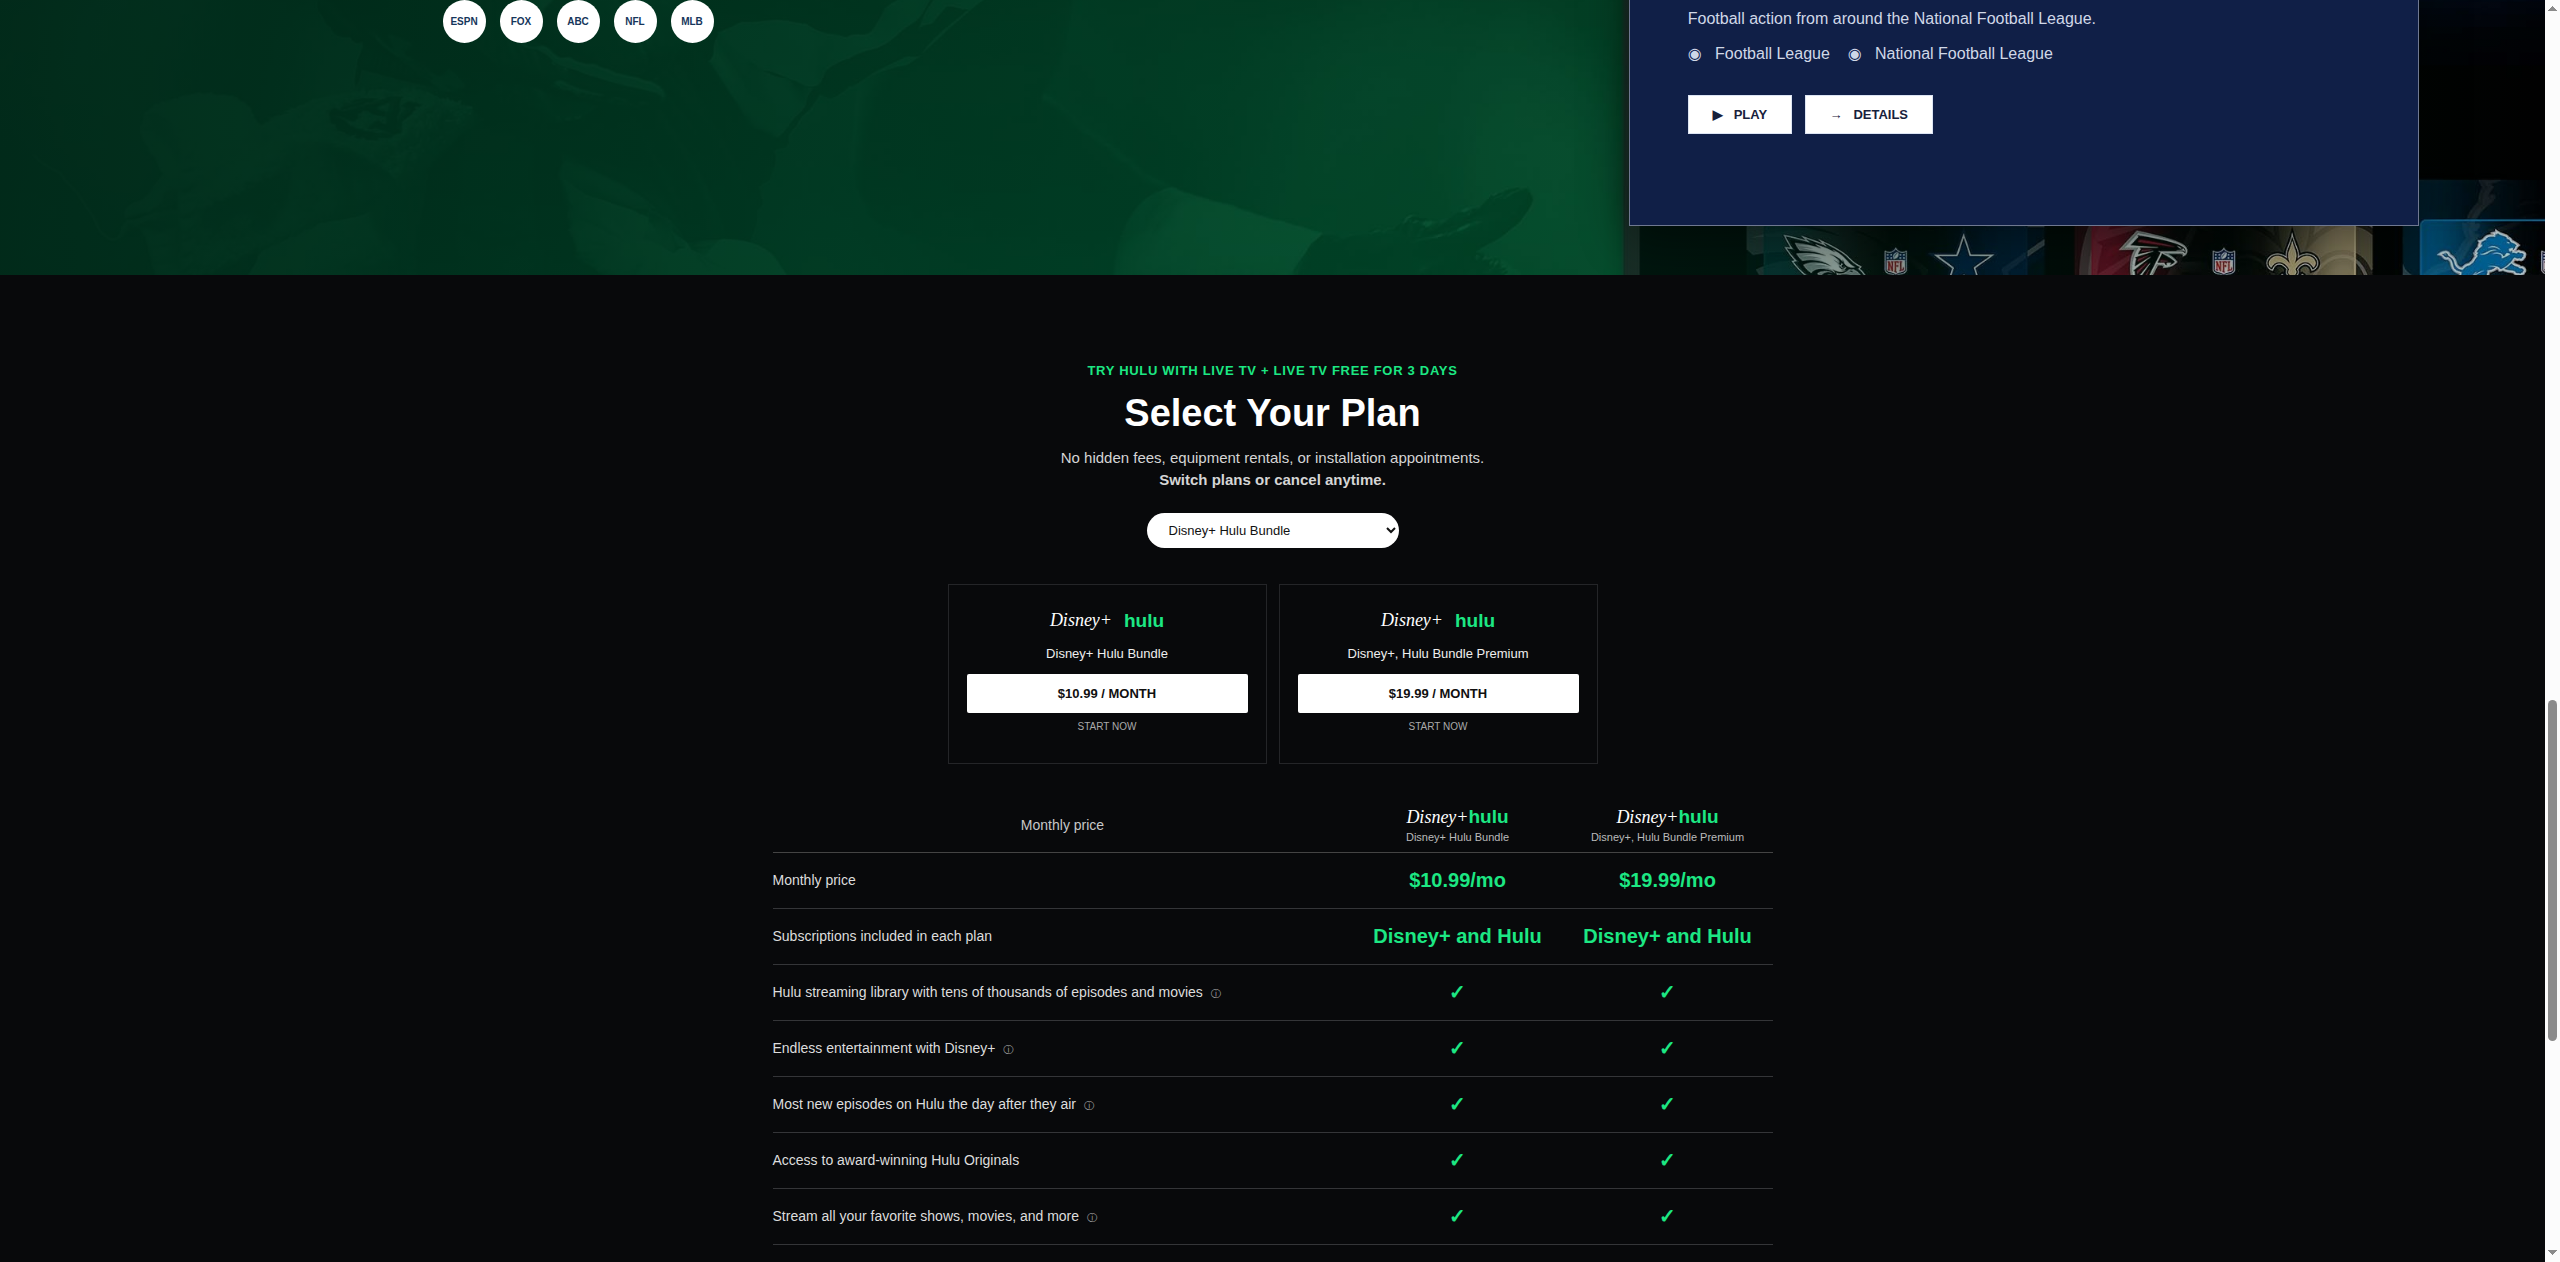 ESPN FOX ABC NFL MLB
Football action from around the National Football League.
◉ Football League ◉ National Football League
▶ PLAY → DETAILS
NFL NFL
TRY HULU WITH LIVE TV + LIVE TV FREE FOR 3 DAYS
Select Your Plan
No hidden fees, equipment rentals, or installation appointments.
Switch plans or cancel anytime.
Disney+ Hulu Bundle
Disney+ hulu
Disney+ Hulu Bundle
$10.99 / MONTH
START NOW
Disney+ hulu
Disney+, Hulu Bundle Premium
$19.99 / MONTH
START NOW
Monthly price
Disney+hulu
Disney+ Hulu Bundle
Disney+hulu
Disney+, Hulu Bundle Premium
Monthly price $10.99/mo $19.99/mo
Subscriptions included in each plan Disney+ and Hulu Disney+ and Hulu
Hulu streaming library with tens of thousands of episodes and movies ⓘ ✓ ✓
Endless entertainment with Disney+ ⓘ ✓ ✓
Most new episodes on Hulu the day after they air ⓘ ✓ ✓
Access to award-winning Hulu Originals ✓ ✓
Stream all your favorite shows, movies, and more ⓘ ✓ ✓